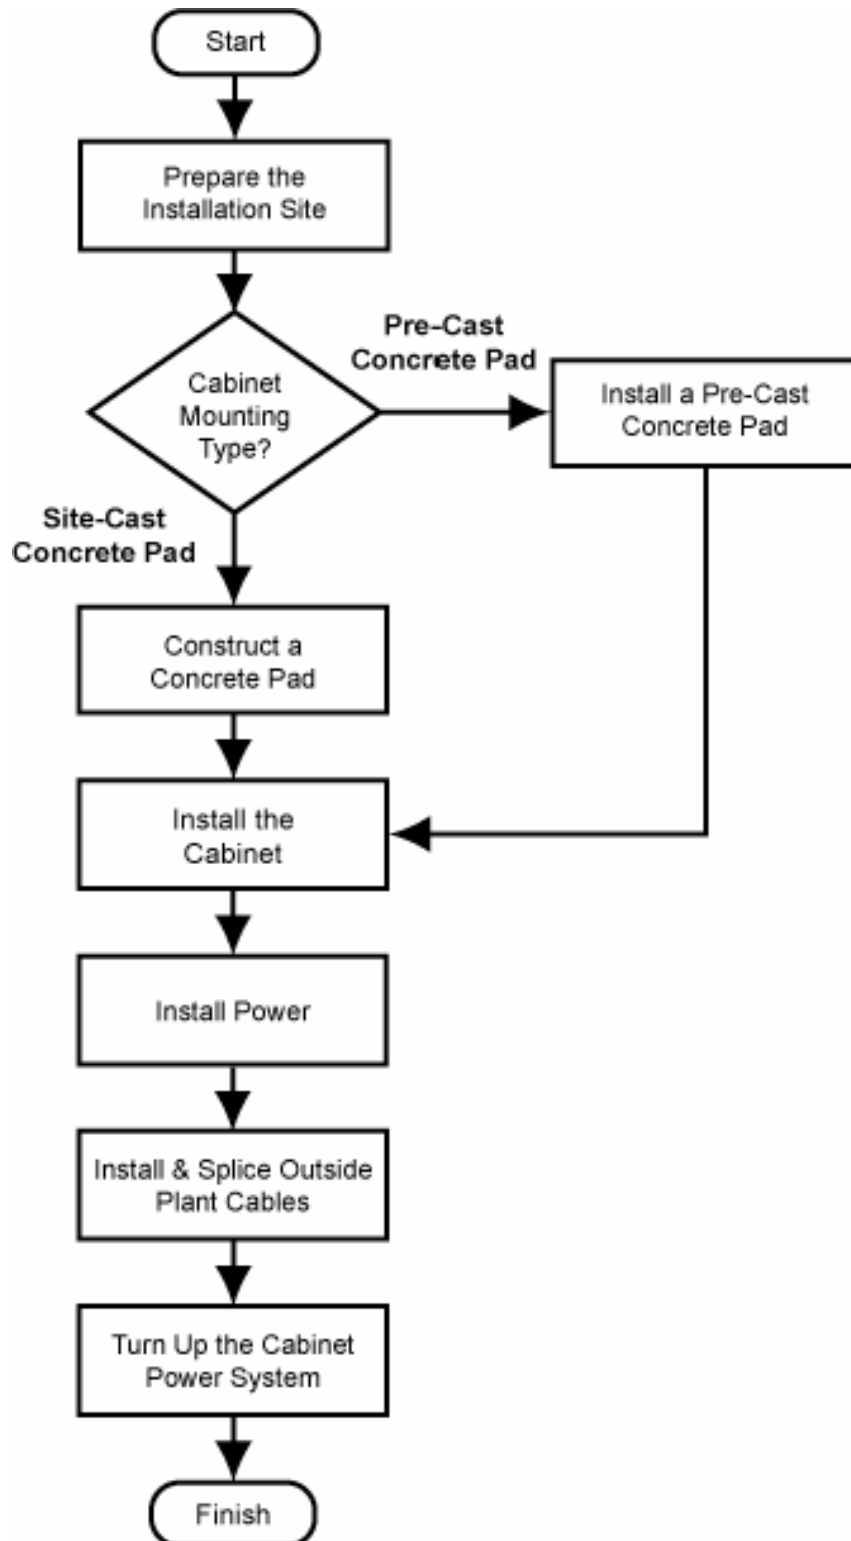 Start
Prepare the
Installation Site
Cabinet
Mounting
Type?
Pre-Cast
Concrete Pad
Install a Pre-Cast
Concrete Pad
Site-Cast
Concrete Pad
Construct a
Concrete Pad
Install the
Cabinet
Install Power
Install & Splice Outside
Plant Cables
Turn Up the Cabinet
Power System
Finish